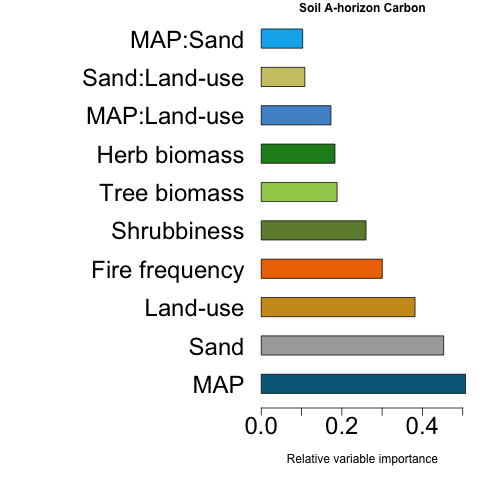 Soil A-horizon Carbon
MAP:Sand
Sand:Land-use
MAP:Land-use
Herb biomass
Tree biomass
Shrubbiness
Fire frequency
Land-use
Sand
MAP
0.0 0.2 0.4
Relative variable importance